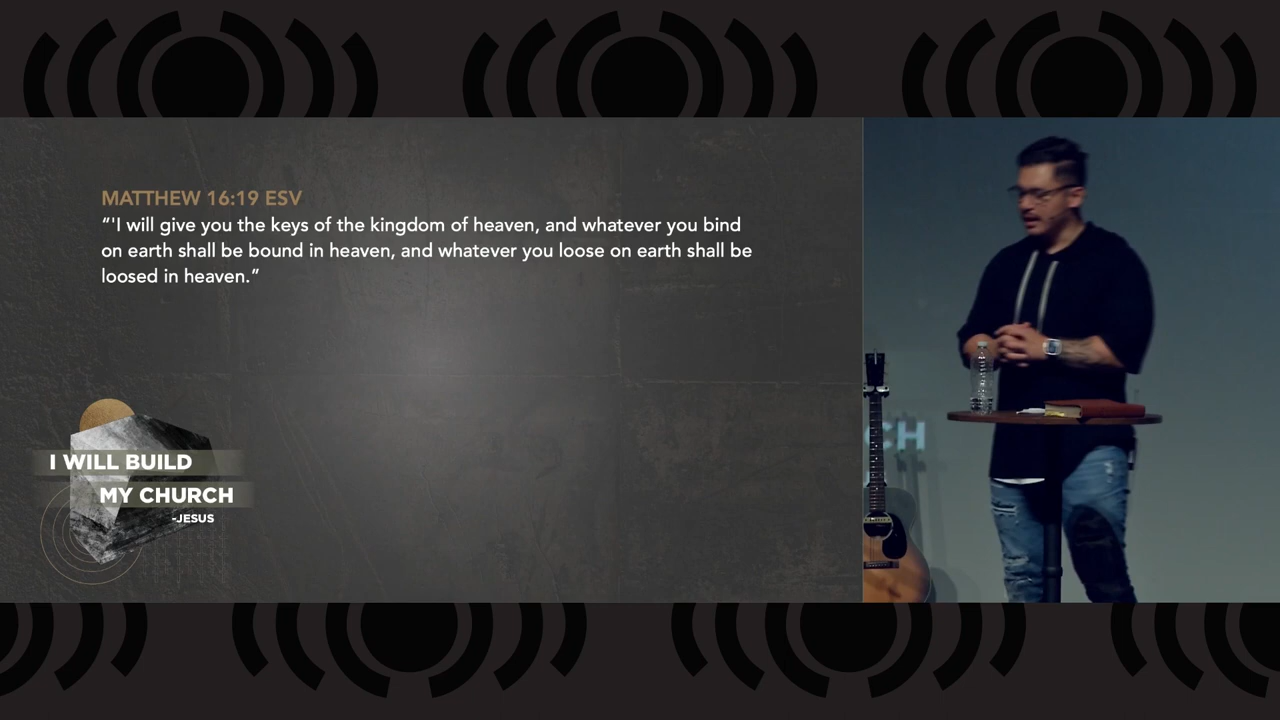 MATTHEW 16:19 ESV
“'I will give you the keys of the kingdom of heaven, and whatever you bind
on earth shall be bound in heaven, and whatever you loose on earth shall be
loosed in heaven.”
I WILL BUILD
MY CHURCH
-JESUS
CH